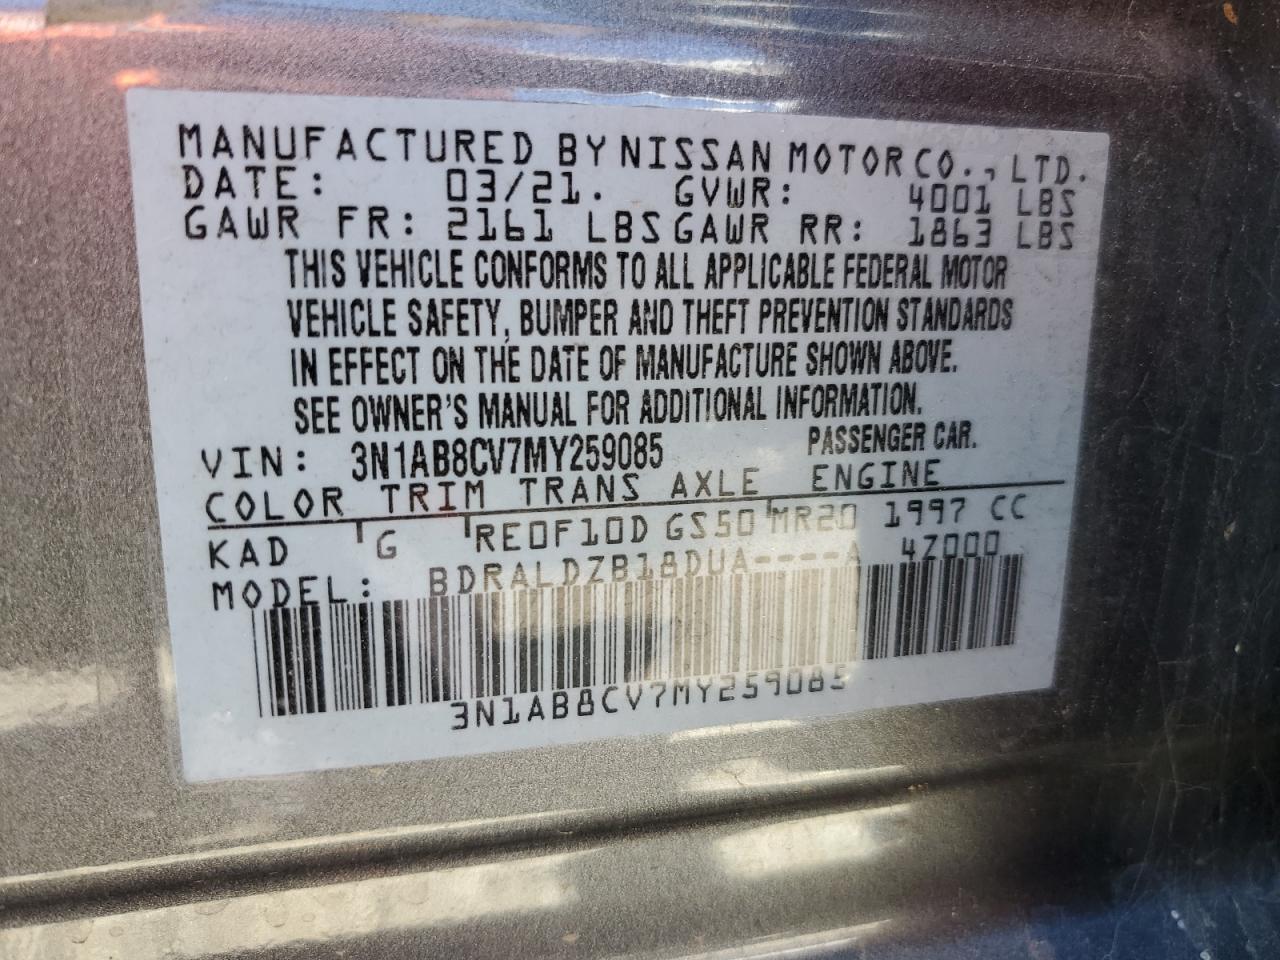 MANUFACTURED BY NISSAN MOTOR CO., LTD.
DATE: 03/21. GVWR: 4001 LBS
GAWR FR: 2161 LBS GAWR RR: 1863 LBS
THIS VEHICLE CONFORMS TO ALL APPLICABLE FEDERAL MOTOR
VEHICLE SAFETY, BUMPER AND THEFT PREVENTION STANDARDS
IN EFFECT ON THE DATE OF MANUFACTURE SHOWN ABOVE.
SEE OWNER'S MANUAL FOR ADDITIONAL INFORMATION.
VIN: 3N1AB8CV7MY259085 PASSENGER CAR.
COLOR TRIM TRANS AXLE ENGINE
KAD G RE0F10D GS50 MR20 1997 CC
MODEL: BDRALDZB18DUA----A 4Z000
3N1AB8CV7MY259085